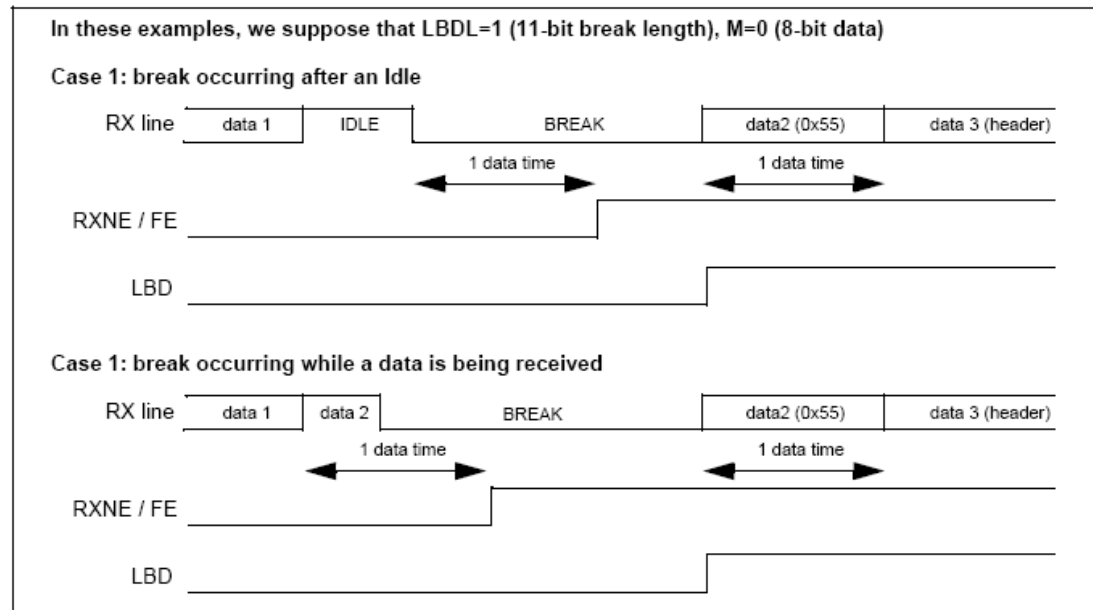 In these examples, we suppose that LBDL=1 (11-bit break length), M=0 (8-bit data)
Case 1: break occurring after an Idle
RX line data 1 IDLE BREAK data2 (0x55) data 3 (header)
1 data time 1 data time
RXNE / FE
LBD
Case 1: break occurring while a data is being received
RX line data 1 data 2 BREAK data2 (0x55) data 3 (header)
1 data time 1 data time
RXNE / FE
LBD